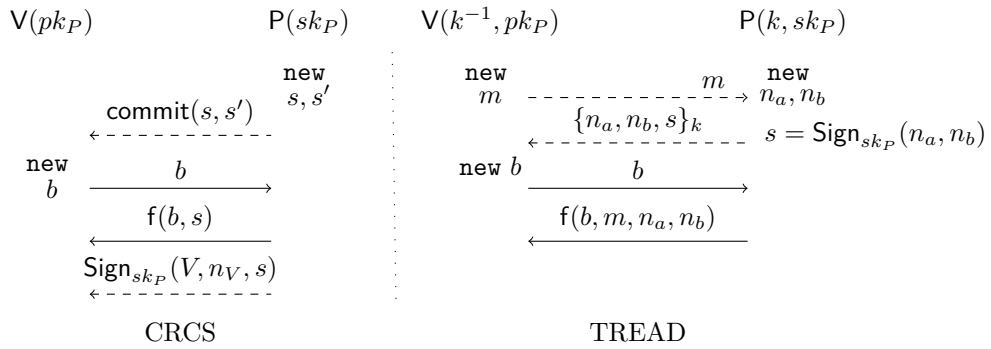 V(pk_P) P(sk_P) V(k^{-1}, pk_P) P(k, sk_P)
new
s, s'
commit(s, s')
new
b
b
f(b, s)
Sign_{sk_P}(V, n_V, s)
CRCS
new
m
m
new
n_a, n_b
{n_a, n_b, s}_k
s = Sign_{sk_P}(n_a, n_b)
new b
b
f(b, m, n_a, n_b)
TREAD